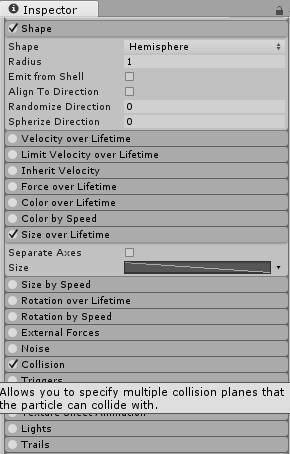 Inspector
Shape
Shape Hemisphere
Radius 1
Emit from Shell
Align To Direction
Randomize Direction 0
Spherize Direction 0
Velocity over Lifetime
Limit Velocity over Lifetime
Inherit Velocity
Force over Lifetime
Color over Lifetime
Color by Speed
Size over Lifetime
Separate Axes
Size
Size by Speed
Rotation over Lifetime
Rotation by Speed
External Forces
Noise
Collision
Triggers
Allows you to specify multiple collision planes that
the particle can collide with.
Texture Sheet Animation
Lights
Trails